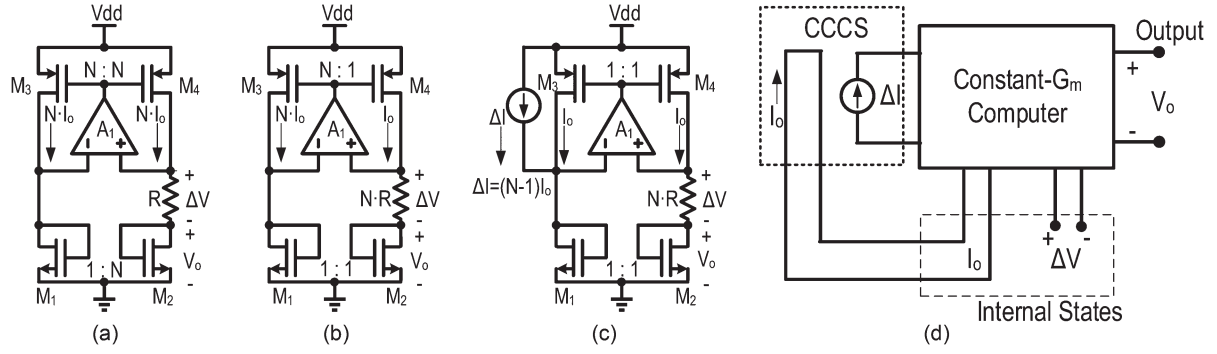 Vdd
N : N
M₃
M₄
A₁
N·Iₒ
N·Iₒ
R
+
ΔV
-
+
Vₒ
-
1 : N
M₁
M₂
(a)
Vdd
N : 1
M₃
M₄
A₁
N·Iₒ
Iₒ
N·R
+
ΔV
-
+
Vₒ
-
1 : 1
M₁
M₂
(b)
Vdd
1 : 1
M₃
M₄
ΔI
A₁
Iₒ
Iₒ
ΔI=(N-1)Iₒ
N·R
+
ΔV
-
+
Vₒ
-
1 : 1
M₁
M₂
(c)
CCCS
Iₒ
ΔI
Constant-Gₘ
Computer
Output
+
Vₒ
-
Iₒ
+ -
ΔV
Internal States
(d)